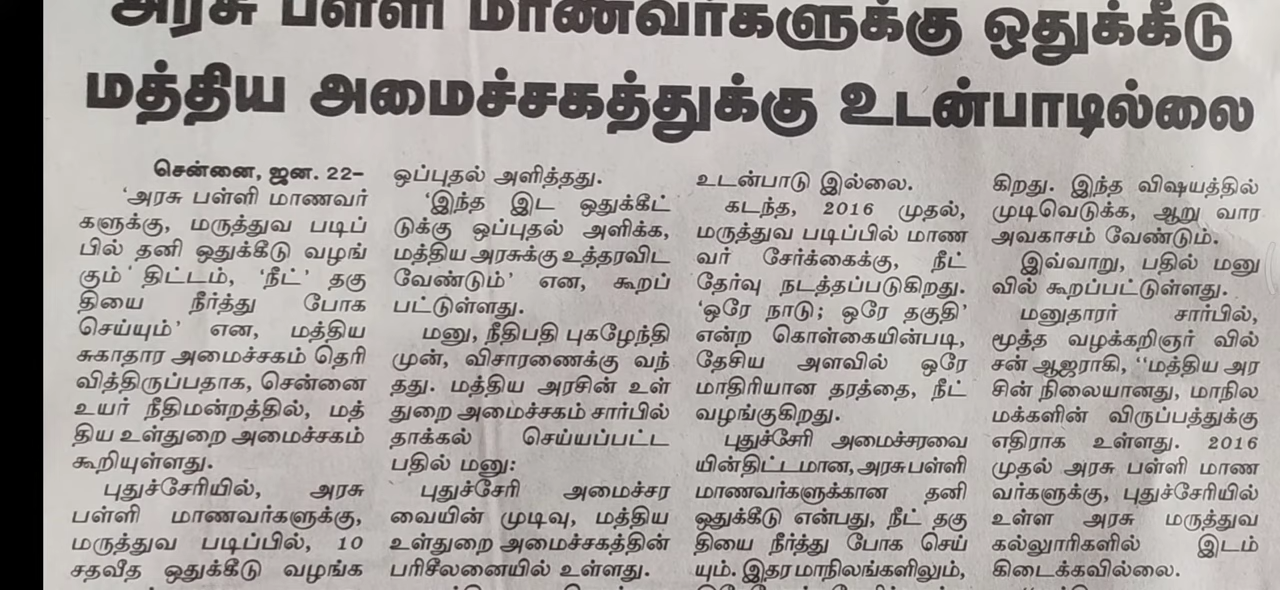 அரசு பள்ளி மாணவர்களுக்கு ஒதுக்கீடு
மத்திய அமைச்சகத்துக்கு உடன்பாடில்லை
சென்னை, ஜன. 22–
'அரசு பள்ளி மாணவர்
களுக்கு, மருத்துவ படிப்
பில் தனி ஒதுக்கீடு வழங்
கும்' திட்டம், 'நீட்' தகு
தியை நீர்த்து போக
செய்யும்' என, மத்திய
சுகாதார அமைச்சகம் தெரி
வித்திருப்பதாக, சென்னை
உயர் நீதிமன்றத்தில், மத்
திய உள்துறை அமைச்சகம்
கூறியுள்ளது.
புதுச்சேரியில், அரசு
பள்ளி மாணவர்களுக்கு,
மருத்துவ படிப்பில், 10
சதவீத ஒதுக்கீடு வழங்க
ஒப்புதல் அளித்தது.
'இந்த இட ஒதுக்கீட்
டுக்கு ஒப்புதல் அளிக்க,
மத்திய அரசுக்கு உத்தரவிட
வேண்டும்' என, கூறப்
பட்டுள்ளது.
மனு, நீதிபதி புகழேந்தி
முன், விசாரணைக்கு வந்
தது. மத்திய அரசின் உள்
துறை அமைச்சகம் சார்பில்
தாக்கல் செய்யப்பட்ட
பதில் மனு:
புதுச்சேரி அமைச்சர
வையின் முடிவு, மத்திய
உள்துறை அமைச்சகத்தின்
பரிசீலனையில் உள்ளது.
உடன்பாடு இல்லை.
கடந்த, 2016 முதல்,
மருத்துவ படிப்பில் மாண
வர் சேர்க்கைக்கு, நீட்
தேர்வு நடத்தப்படுகிறது.
'ஒரே நாடு; ஒரே தகுதி'
என்ற கொள்கையின்படி,
தேசிய அளவில் ஒரே
மாதிரியான தரத்தை, நீட்
வழங்குகிறது.
புதுச்சேரி அமைச்சரவை
யின்திட்டமான, அரசுபள்ளி
மாணவர்களுக்கான தனி
ஒதுக்கீடு என்பது, நீட் தகு
தியை நீர்த்து போக செய்
யும். இதர மாநிலங்களிலும்,
கிறது. இந்த விஷயத்தில்
முடிவெடுக்க, ஆறு வார
அவகாசம் வேண்டும்.
இவ்வாறு, பதில் மனு
வில் கூறப்பட்டுள்ளது.
மனுதாரர் சார்பில்,
மூத்த வழக்கறிஞர் வில்
சன் ஆஜராகி, "மத்திய அர
சின் நிலையானது, மாநில
மக்களின் விருப்பத்துக்கு
எதிராக உள்ளது. 2016
முதல் அரசு பள்ளி மாண
வர்களுக்கு, புதுச்சேரியில்
உள்ள அரசு மருத்துவ
கல்லூரிகளில் இடம்
கிடைக்கவில்லை.